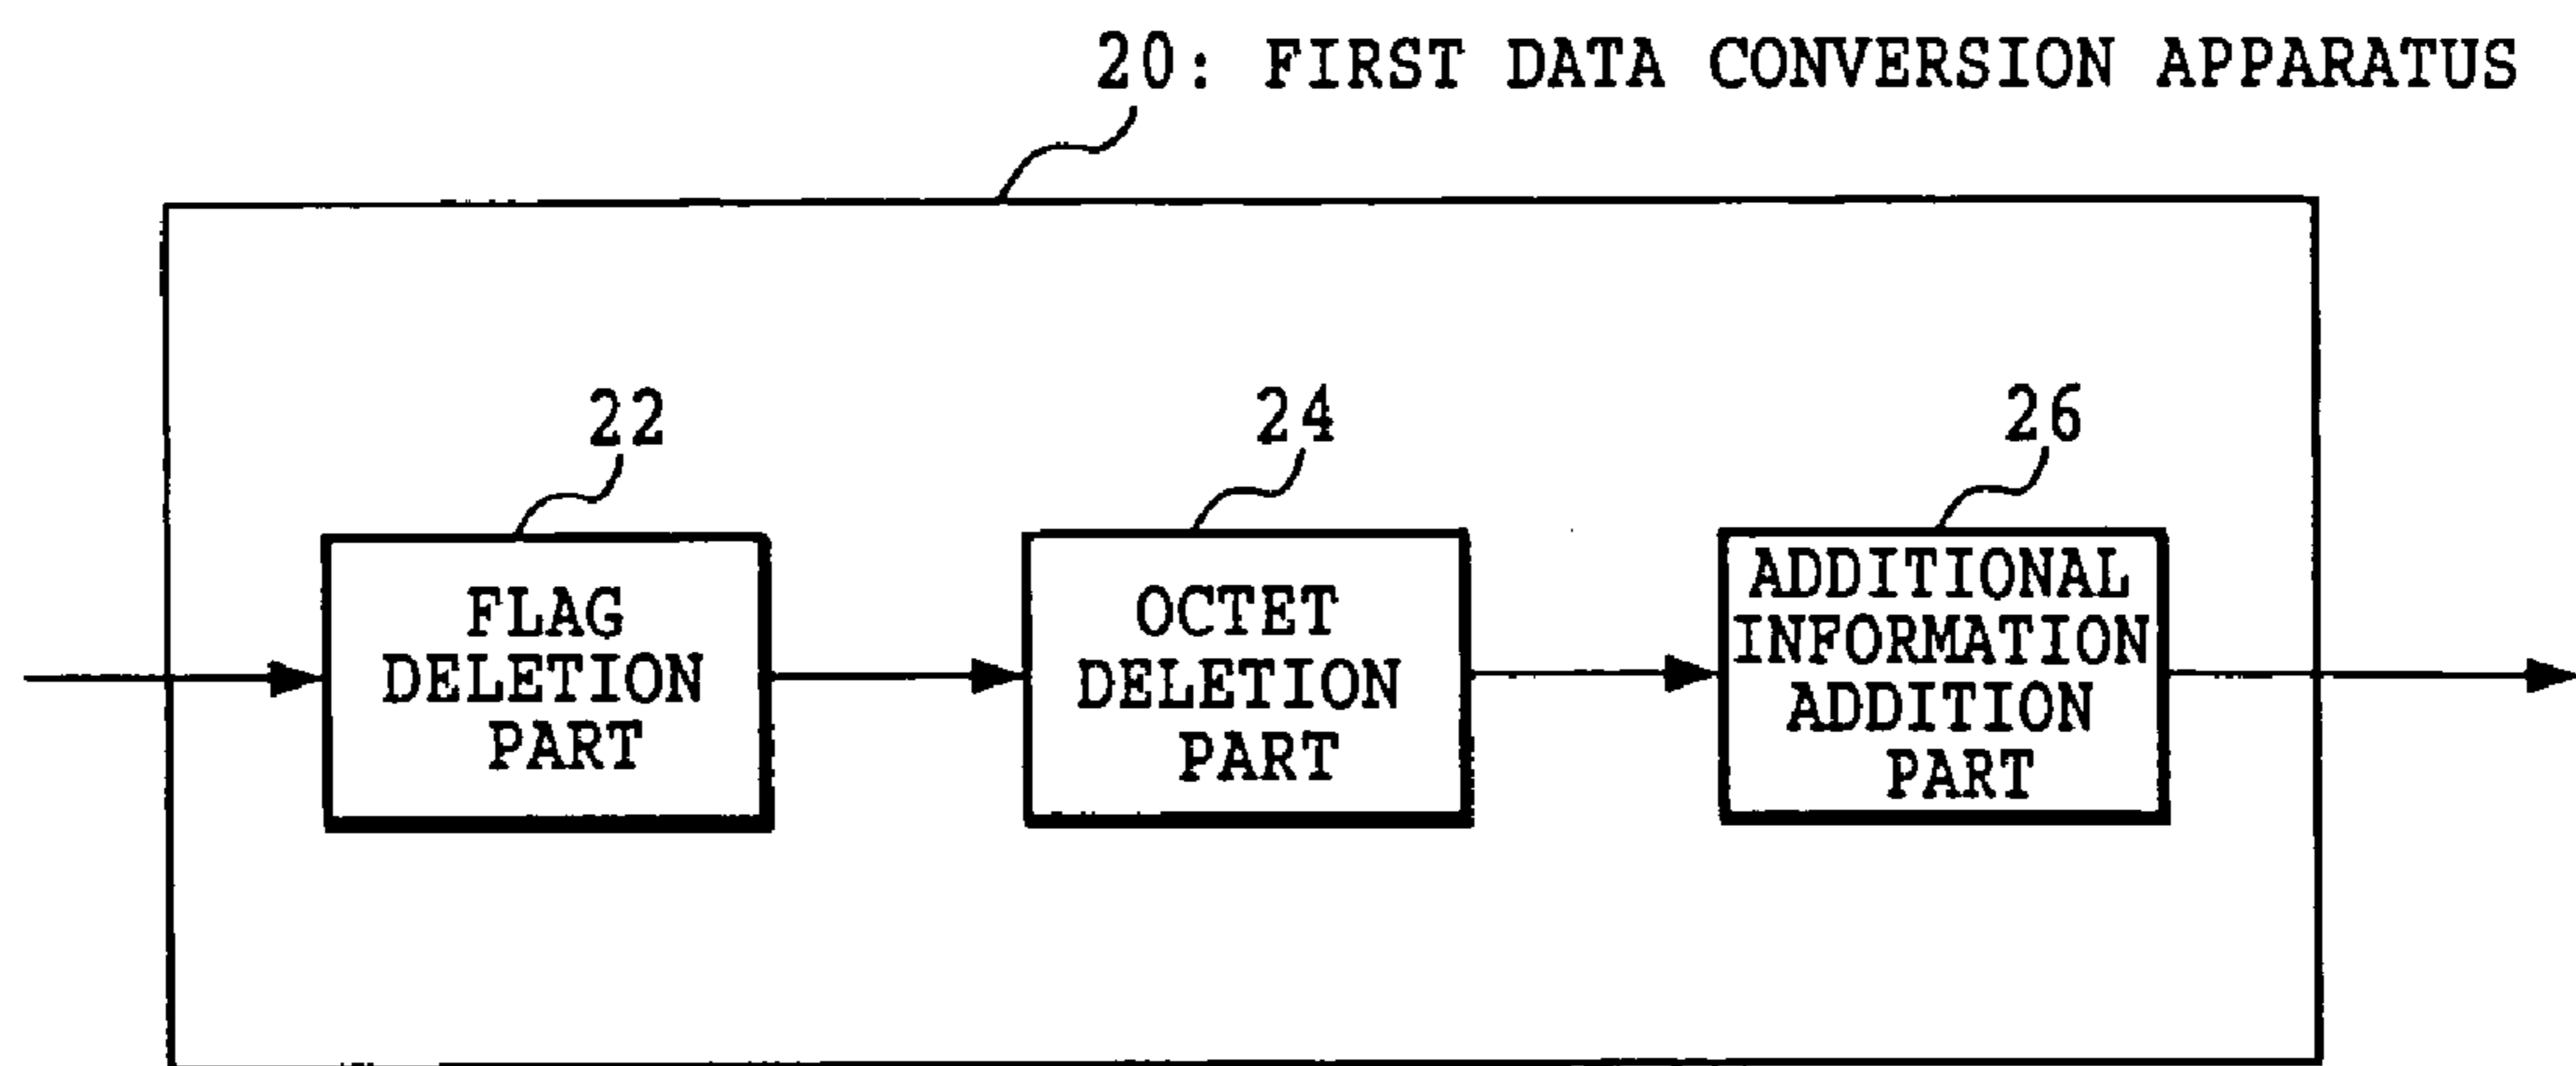 20: FIRST DATA CONVERSION APPARATUS
22
24
26
FLAG
DELETION
PART
OCTET
DELETION
PART
ADDITIONAL
INFORMATION
ADDITION
PART